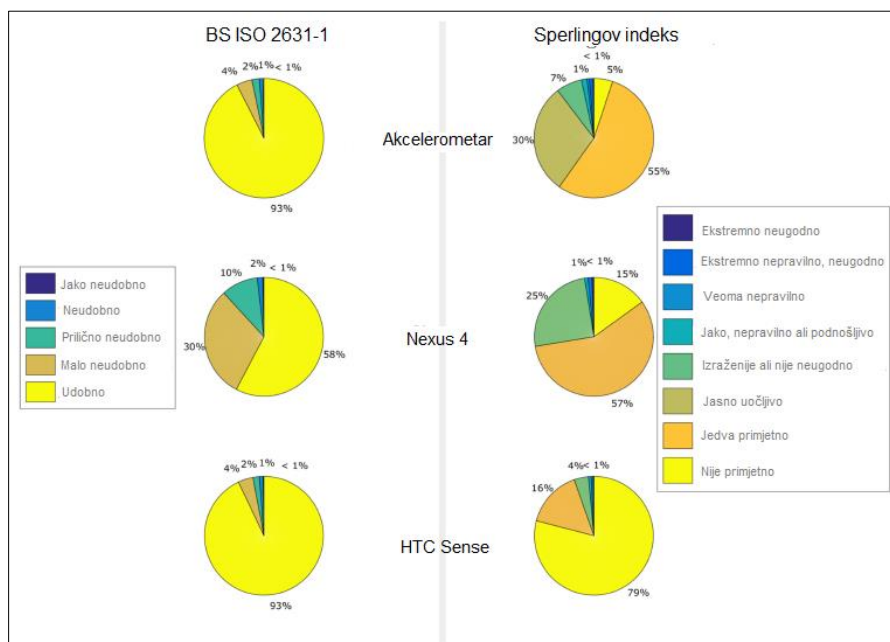 BS ISO 2631-1
Sperlingov indeks
4%
2%
1%
< 1%
93%
Akcelerometar
< 1%
1%
5%
7%
30%
55%
Jako neudobno
Neudobno
Prilično neudobno
Malo neudobno
Udobno
10%
2%
< 1%
30%
58%
Nexus 4
1%
< 1%
15%
25%
57%
Ekstremno neugodno
Ekstremno nepravilno, neugodno
Veoma nepravilno
Jako, nepravilno ali podnošljivo
Izraženije ali nije neugodno
Jasno uočljivo
Jedva primjetno
Nije primjetno
4%
2%
1%
< 1%
93%
HTC Sense
4%
< 1%
16%
79%